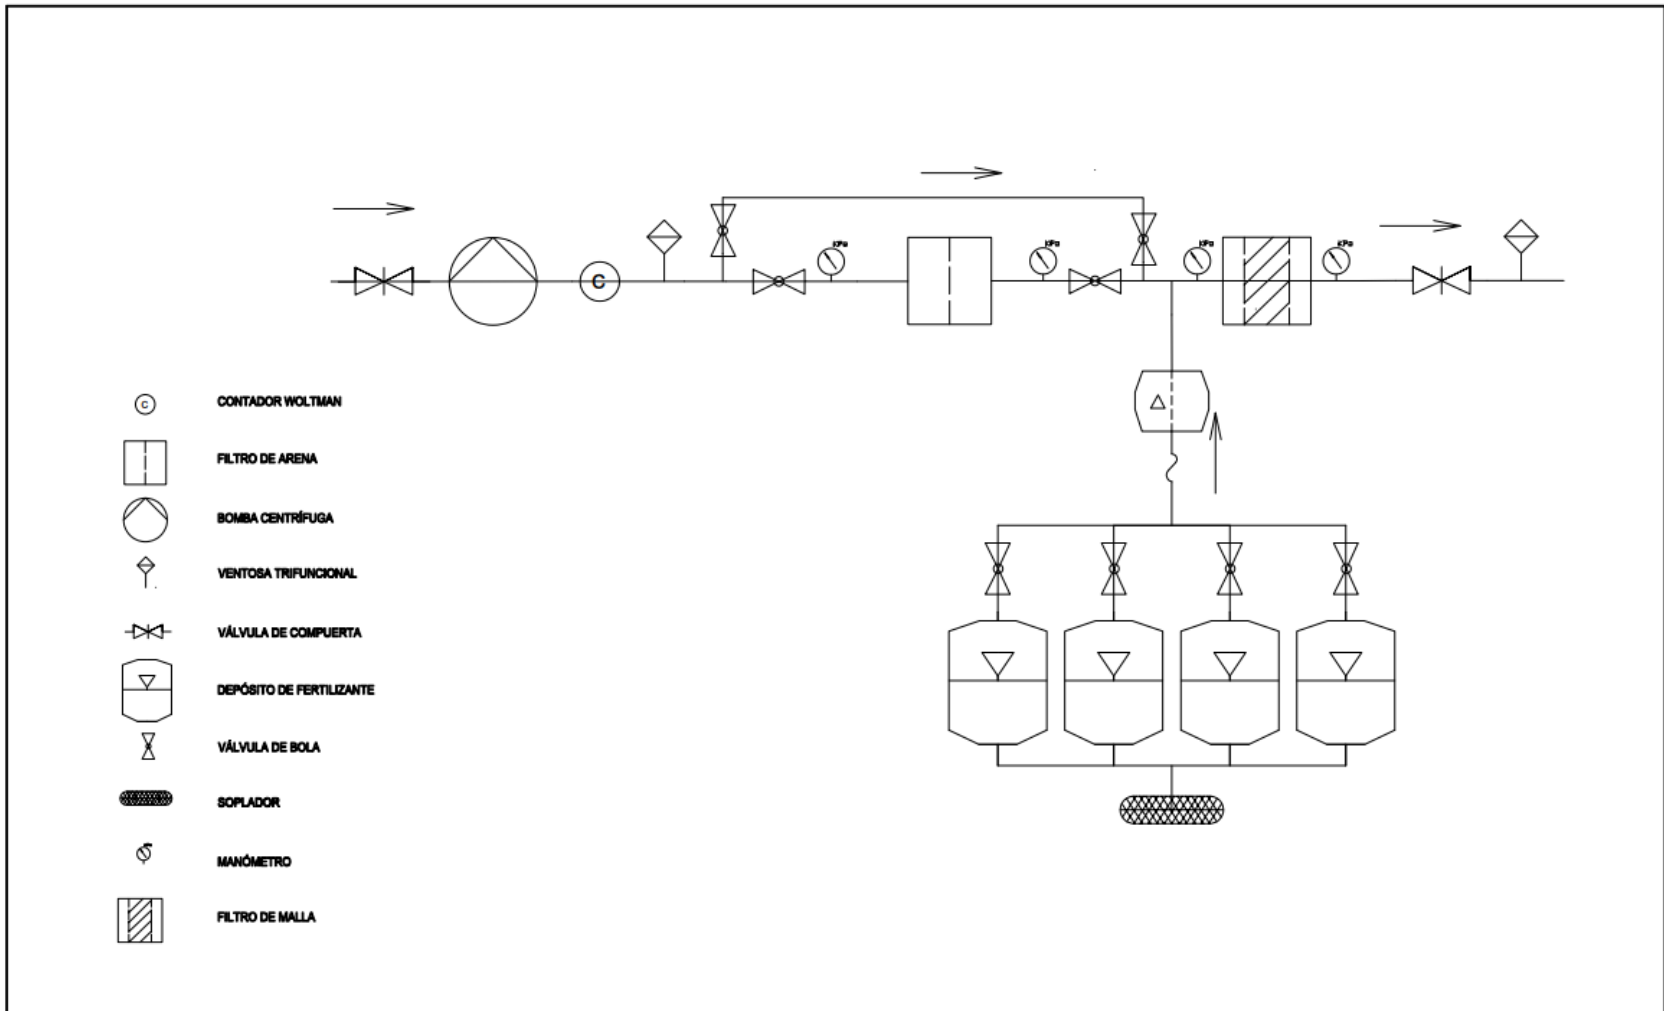 KPa
KPa
KPa
KPa
C
C
CONTADOR WOLTMAN
FILTRO DE ARENA
BOMBA CENTRÍFUGA
VENTOSA TRIFUNCIONAL
VÁLVULA DE COMPUERTA
DEPÓSITO DE FERTILIZANTE
VÁLVULA DE BOLA
SOPLADOR
MANÓMETRO
FILTRO DE MALLA